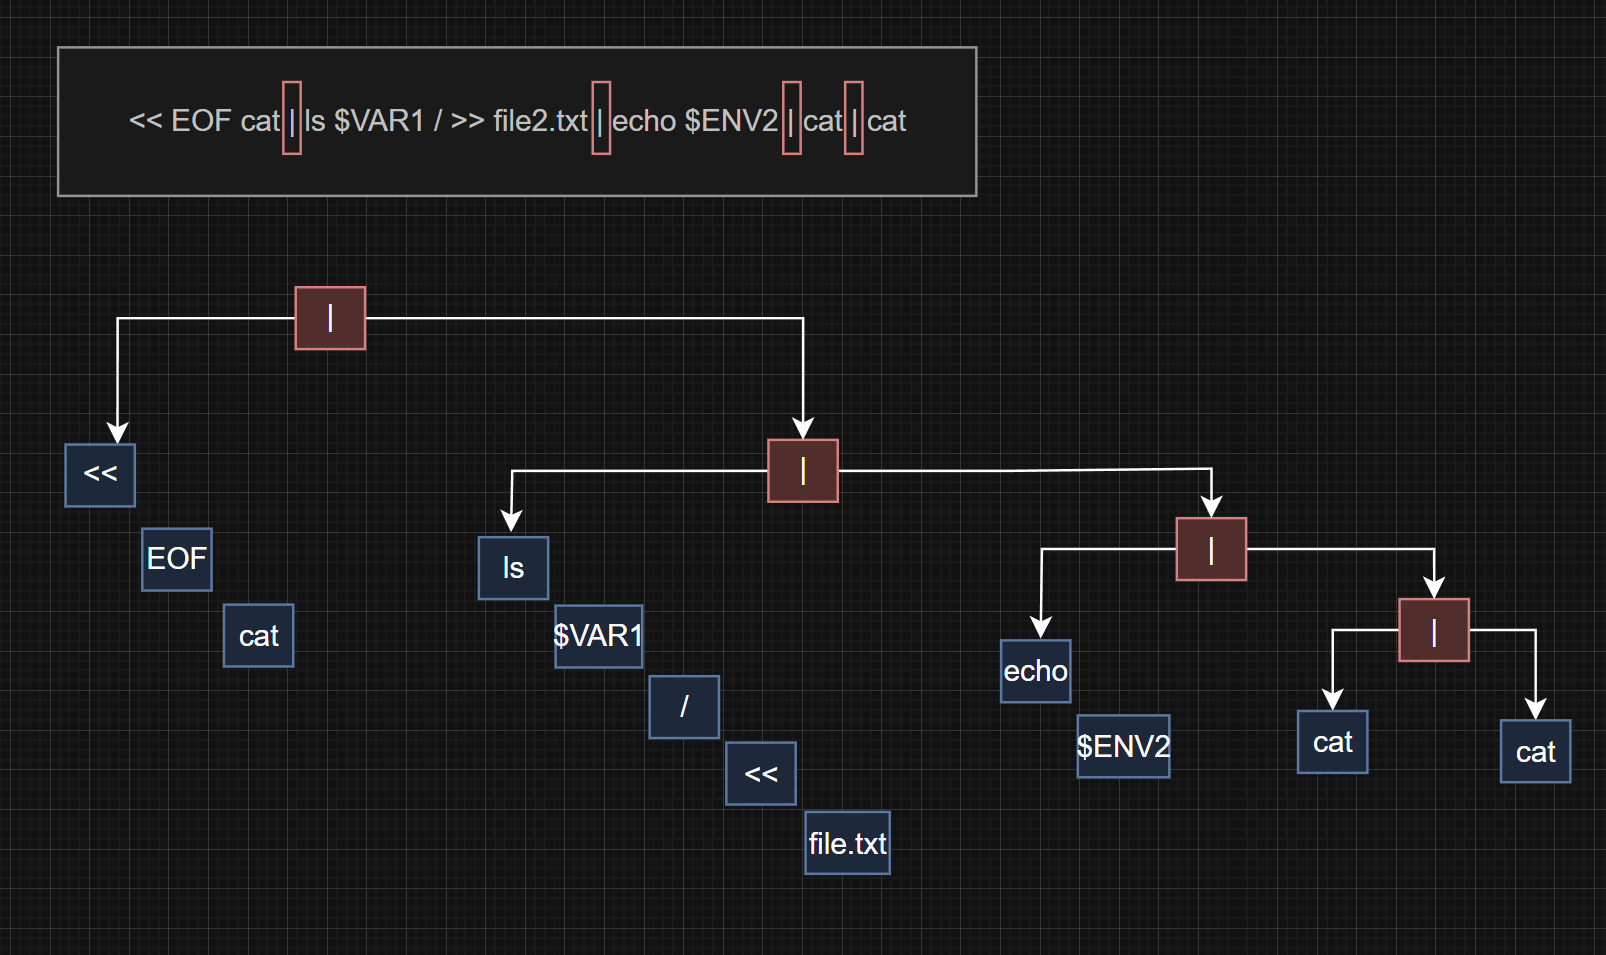 << EOF cat | ls $VAR1 / >> file2.txt | echo $ENV2 | cat | cat
|
<<
|
EOF
ls
|
cat
$VAR1
echo
|
/
$ENV2
cat
cat
<<
file.txt